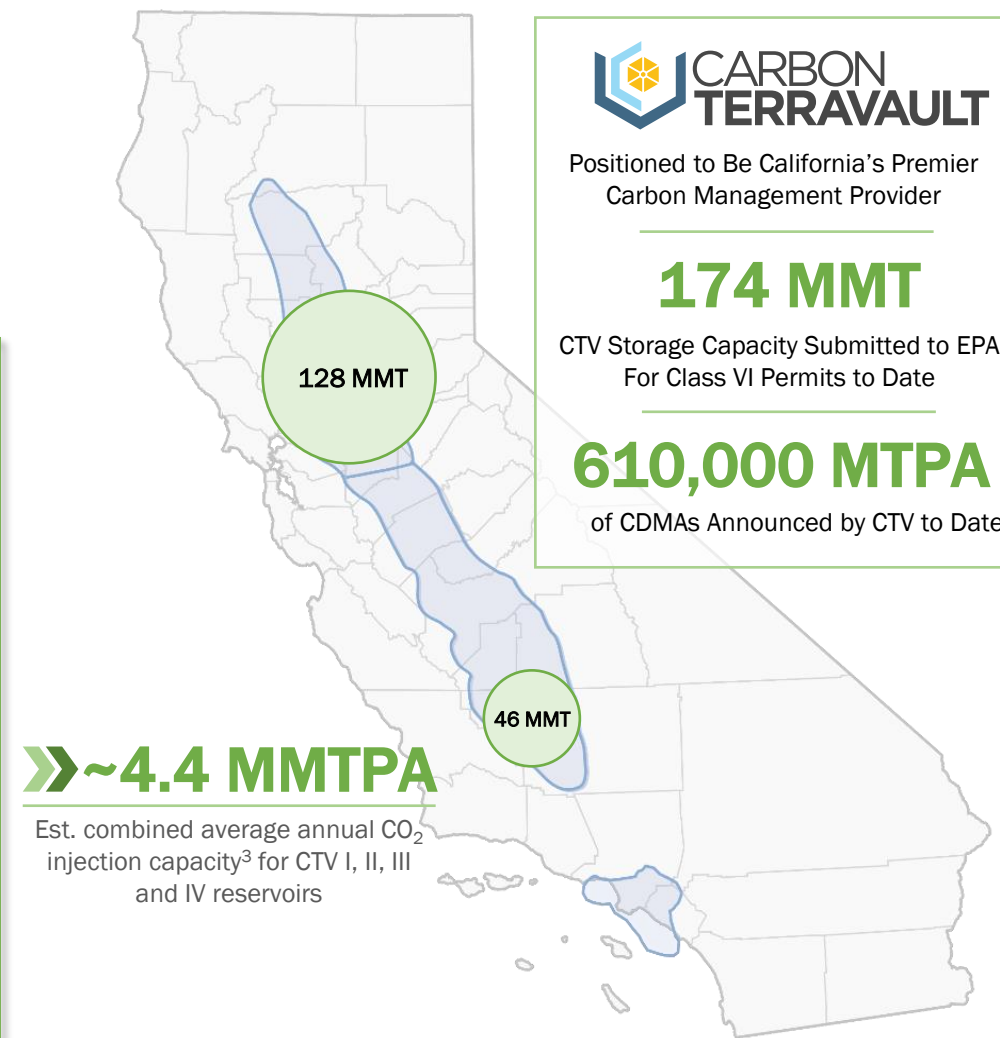 CARBON
TERRAVAULT
Positioned to Be California's Premier
Carbon Management Provider
174 MMT
CTV Storage Capacity Submitted to EPA
For Class VI Permits to Date
610,000 MTPA
of CDMAs Announced by CTV to Date
128 MMT
46 MMT
~4.4 MMTPA
Est. combined average annual CO₂
injection capacity³ for CTV I, II, III
and IV reservoirs